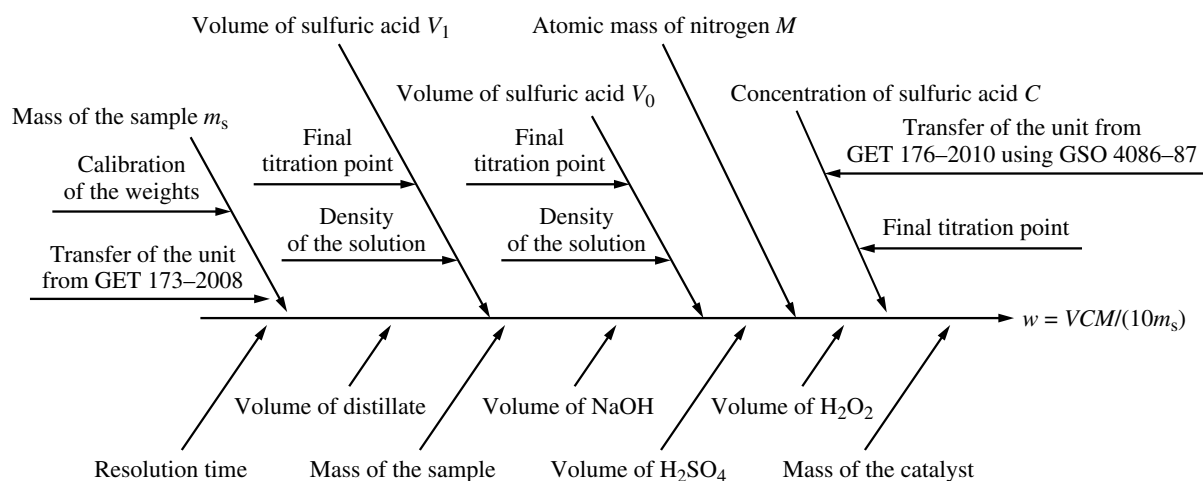 Volume of sulfuric acid V₁
Atomic mass of nitrogen M
Volume of sulfuric acid V₀
Concentration of sulfuric acid C
Mass of the sample mₛ
Final
titration point
Final
titration point
Transfer of the unit from
GET 176–2010 using GSO 4086–87
Calibration
of the weights
Density
of the solution
Density
of the solution
Final titration point
Transfer of the unit
from GET 173–2008
w = VCM/(10mₛ)
Volume of distillate
Volume of NaOH
Volume of H₂O₂
Resolution time
Mass of the sample
Volume of H₂SO₄
Mass of the catalyst